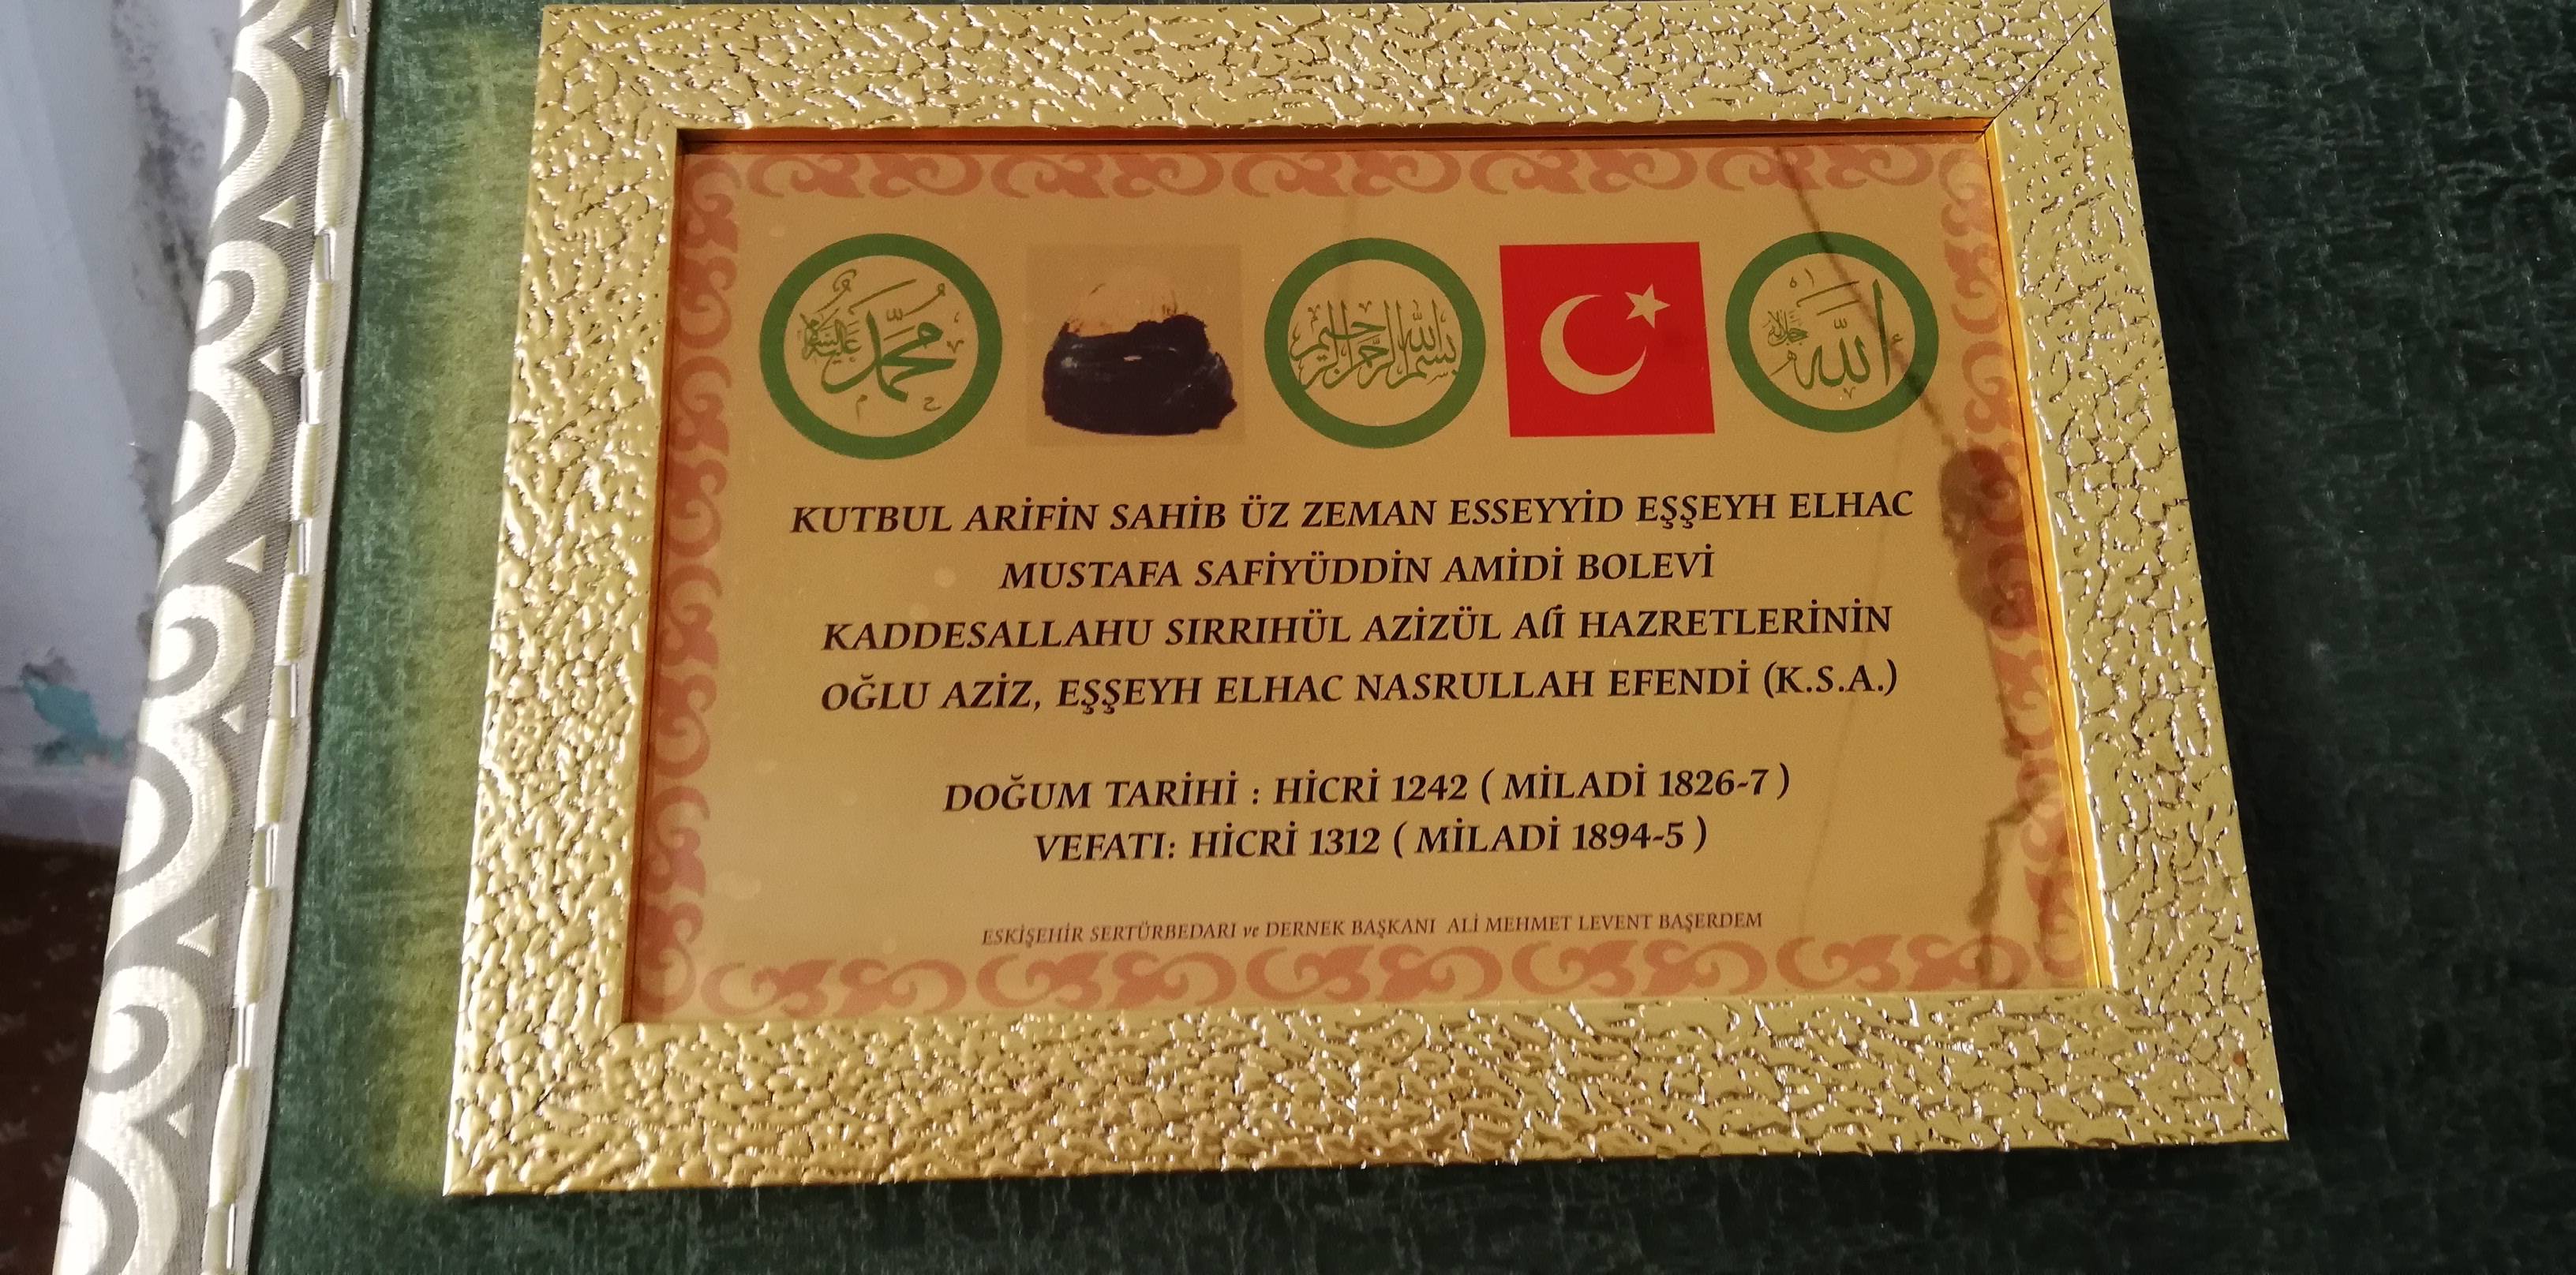 محمد عليه السلام
بسم الله الرحمن الرحيم
الله جل جلاله
KUTBUL ARİFİN SAHİB ÜZ ZEMAN ESSEYYİD EŞŞEYH ELHAC
MUSTAFA SAFİYÜDDİN AMİDİ BOLEVİ
KADDESALLAHU SIRRIHÜL AZİZÜL Alî HAZRETLERİNİN
OĞLU AZİZ, EŞŞEYH ELHAC NASRULLAH EFENDİ (K.S.A.)
DOĞUM TARİHİ : HİCRİ 1242 ( MİLADİ 1826-7 )
VEFATI: HİCRİ 1312 ( MİLADİ 1894-5 )
ESKİŞEHİR SERTÜRBEDARI ve DERNEK BAŞKANI ALİ MEHMET LEVENT BAŞERDEM